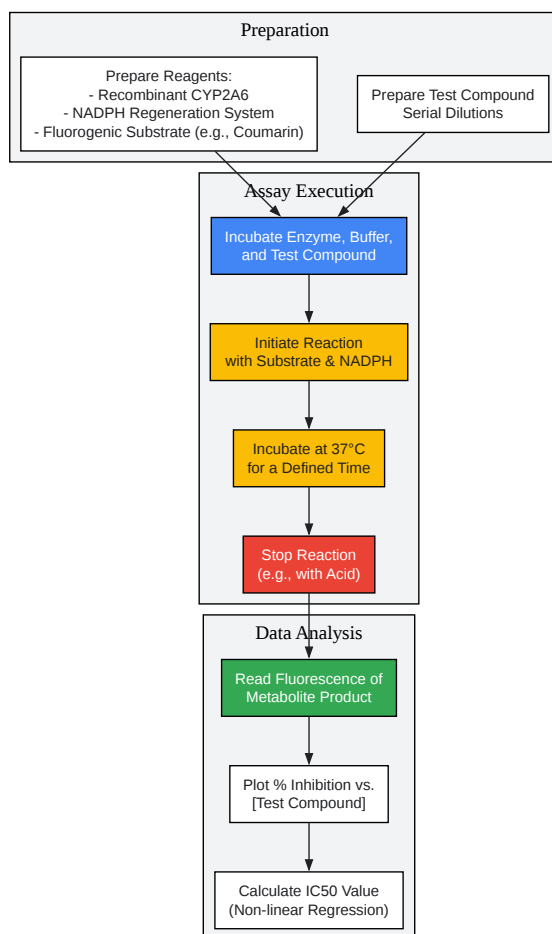 Preparation
Prepare Reagents:
- Recombinant CYP2A6
- NADPH Regeneration System
- Fluorogenic Substrate (e.g., Coumarin)
Prepare Test Compound
Serial Dilutions
Assay Execution
Incubate Enzyme, Buffer,
and Test Compound
Initiate Reaction
with Substrate & NADPH
Incubate at 37°C
for a Defined Time
Stop Reaction
(e.g., with Acid)
Data Analysis
Read Fluorescence of
Metabolite Product
Plot % Inhibition vs.
[Test Compound]
Calculate IC50 Value
(Non-linear Regression)